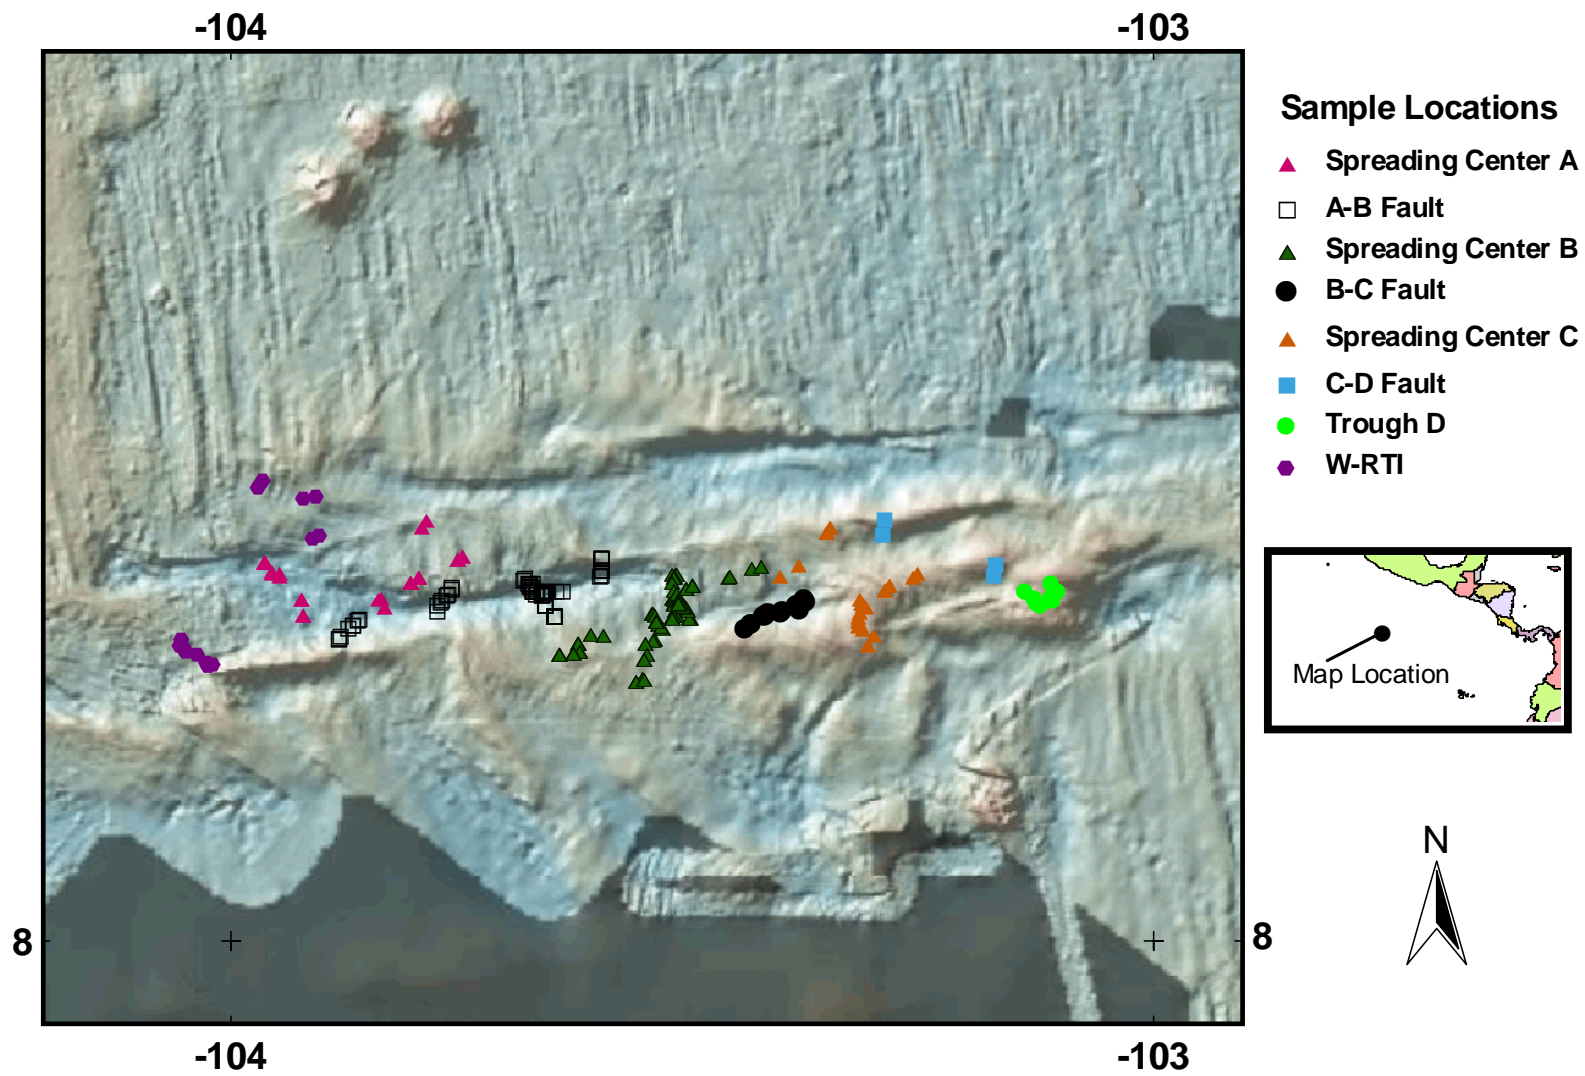 -104 -103
Sample Locations
Spreading Center A
A-B Fault
Spreading Center B
B-C Fault
Spreading Center C
C-D Fault
Trough D
W-RTI
Map Location
N
8 8
-104 -103